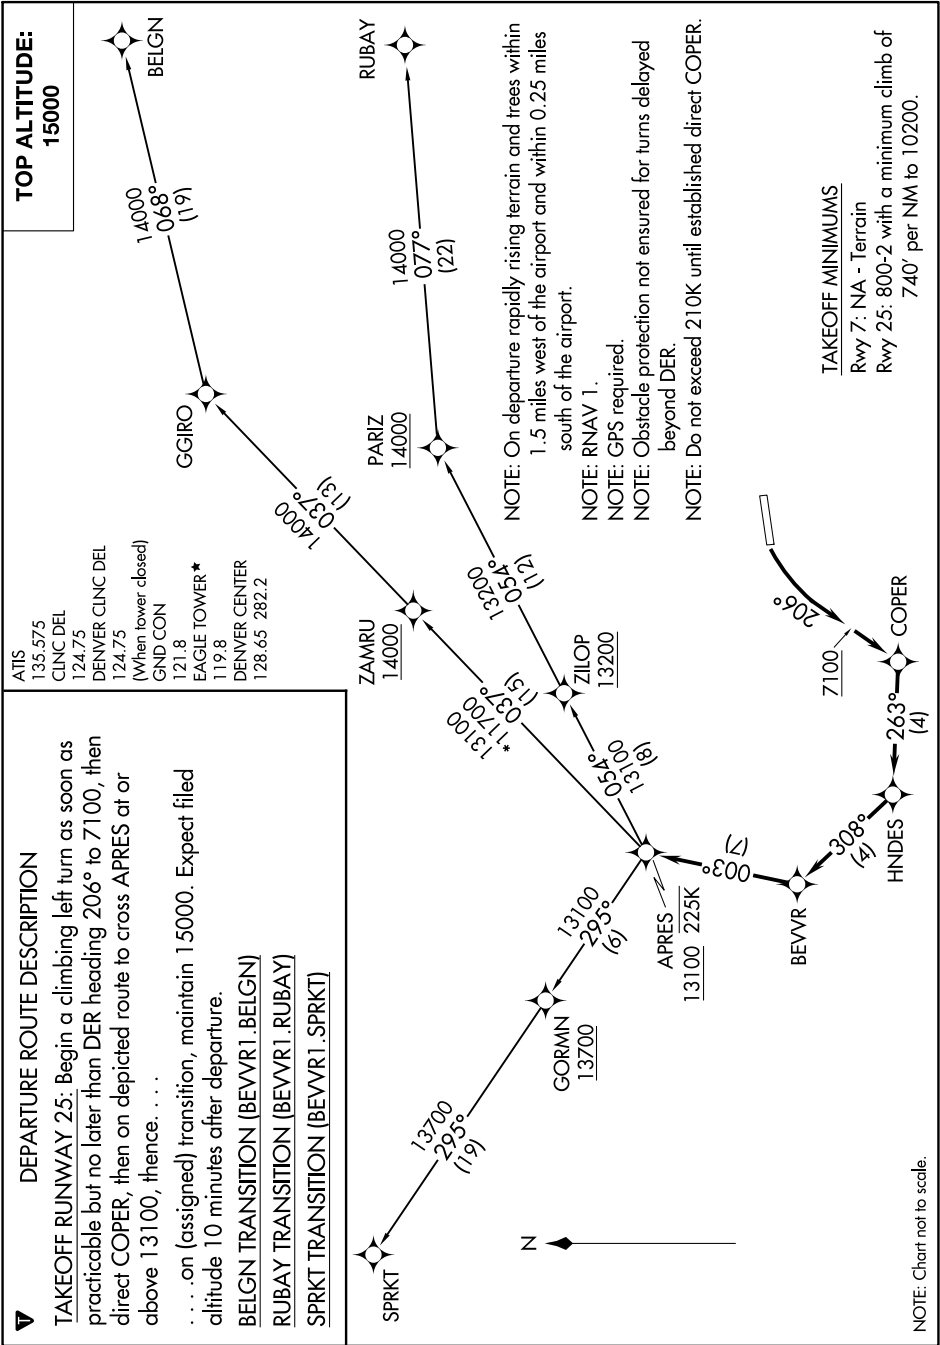 DEPARTURE ROUTE DESCRIPTION
TAKEOFF RUNWAY 25: Begin a climbing left turn as soon as
practicable but no later than DER heading 206° to 7100, then
direct COPER, then on depicted route to cross APRES at or
above 13100, thence. . . .
. . . .on (assigned) transition, maintain 15000. Expect filed
altitude 10 minutes after departure.
BELGN TRANSITION (BEVVR1.BELGN)
RUBAY TRANSITION (BEVVR1.RUBAY)
SPRKT TRANSITION (BEVVR1.SPRKT)
ATIS
135.575
CLNC DEL
124.75
DENVER CLNC DEL
124.75
(When tower closed)
GND CON
121.8
EAGLE TOWER★
119.8
DENVER CENTER
128.65 282.2
TOP ALTITUDE:
15000
BELGN
14000
068°
(19)
GGIRO
14000
037°
(13)
ZAMRU
14000
13100
*11700
037°
(15)
RUBAY
14000
077°
(22)
PARIZ
14000
13200
054°
(12)
ZILOP
13200
054°
13100
(8)
SPRKT
13700
295°
(19)
GORMN
13700
13100
295°
(6)
APRES
13100 225K
003°
(7)
BEVVR
308°
(4)
HNDES
263°
(4)
COPER
7100
206°
N
NOTE: On departure rapidly rising terrain and trees within
1.5 miles west of the airport and within 0.25 miles
south of the airport.
NOTE: RNAV 1.
NOTE: GPS required.
NOTE: Obstacle protection not ensured for turns delayed
beyond DER.
NOTE: Do not exceed 210K until established direct COPER.
TAKEOFF MINIMUMS
Rwy 7: NA - Terrain
Rwy 25: 800-2 with a minimum climb of
740' per NM to 10200.
NOTE: Chart not to scale.
T